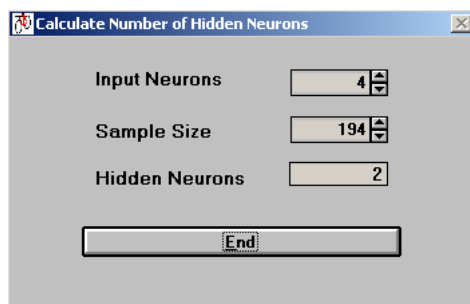 Calculate Number of Hidden Neurons
Input Neurons 4
Sample Size 194
Hidden Neurons 2
End